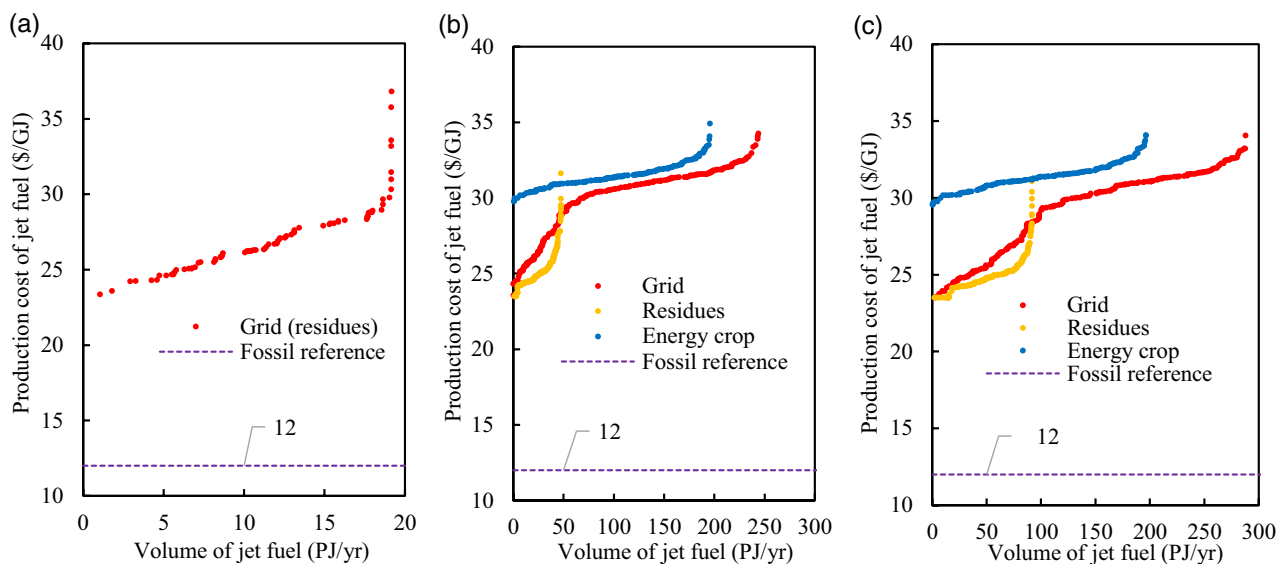 (a)
Production cost of jet fuel ($/GJ)
40
35
30
25
20
15
10
Grid (residues)
Fossil reference
12
0
5
10
15
20
Volume of jet fuel (PJ/yr)
(b)
Production cost of jet fuel ($/GJ)
40
35
30
25
20
15
10
Grid
Residues
Energy crop
Fossil reference
12
0
50
100
150
200
250
300
Volume of jet fuel (PJ/yr)
(c)
Production cost of jet fuel ($/GJ)
40
35
30
25
20
15
10
Grid
Residues
Energy crop
Fossil reference
12
0
50
100
150
200
250
300
Volume of jet fuel (PJ/yr)